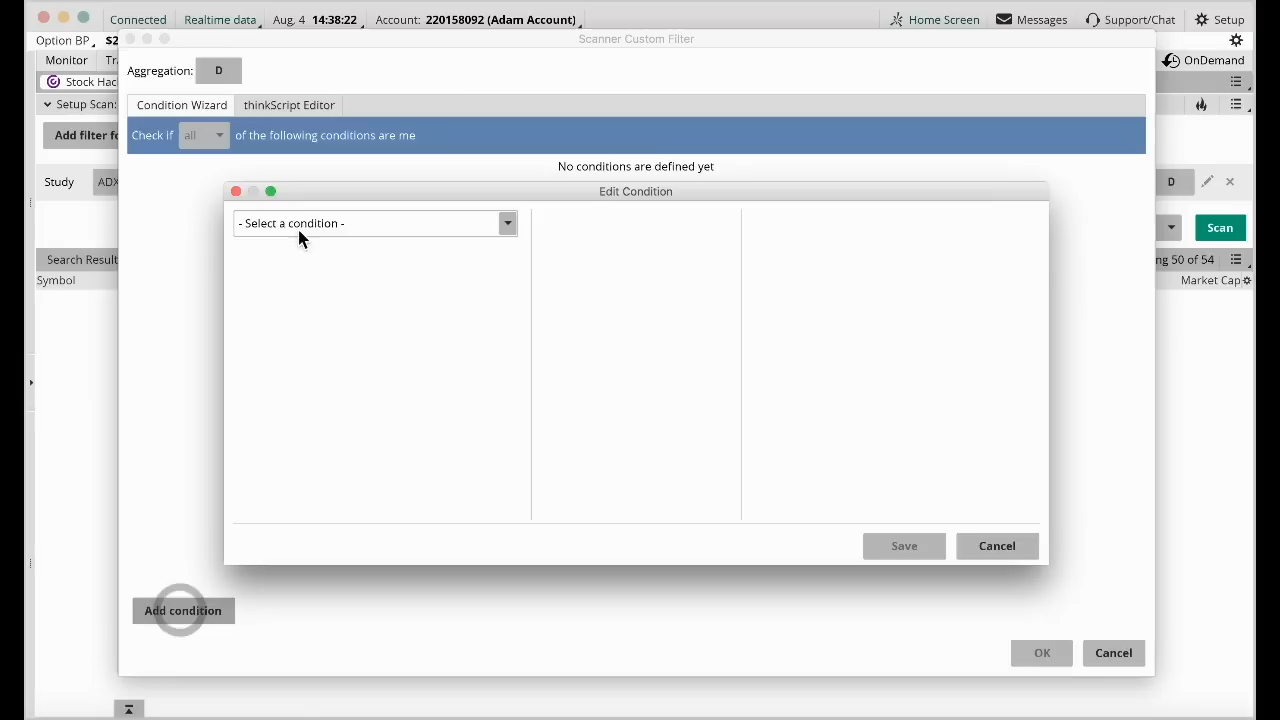 Connected Realtime data Aug. 4 14:38:22 Account: 220158092 (Adam Account) Home Screen Messages Support/Chat Setup
Option BP
Scanner Custom Filter
Monitor
OnDemand
Aggregation: D
Stock Hac
Setup Scan:
Condition Wizard thinkScript Editor
Add filter fo
Check if all of the following conditions are me
No conditions are defined yet
Study ADX
D
Edit Condition
- Select a condition -
Scan
Search Result
ng 50 of 54
Symbol
Market Cap
Save Cancel
Add condition
OK Cancel